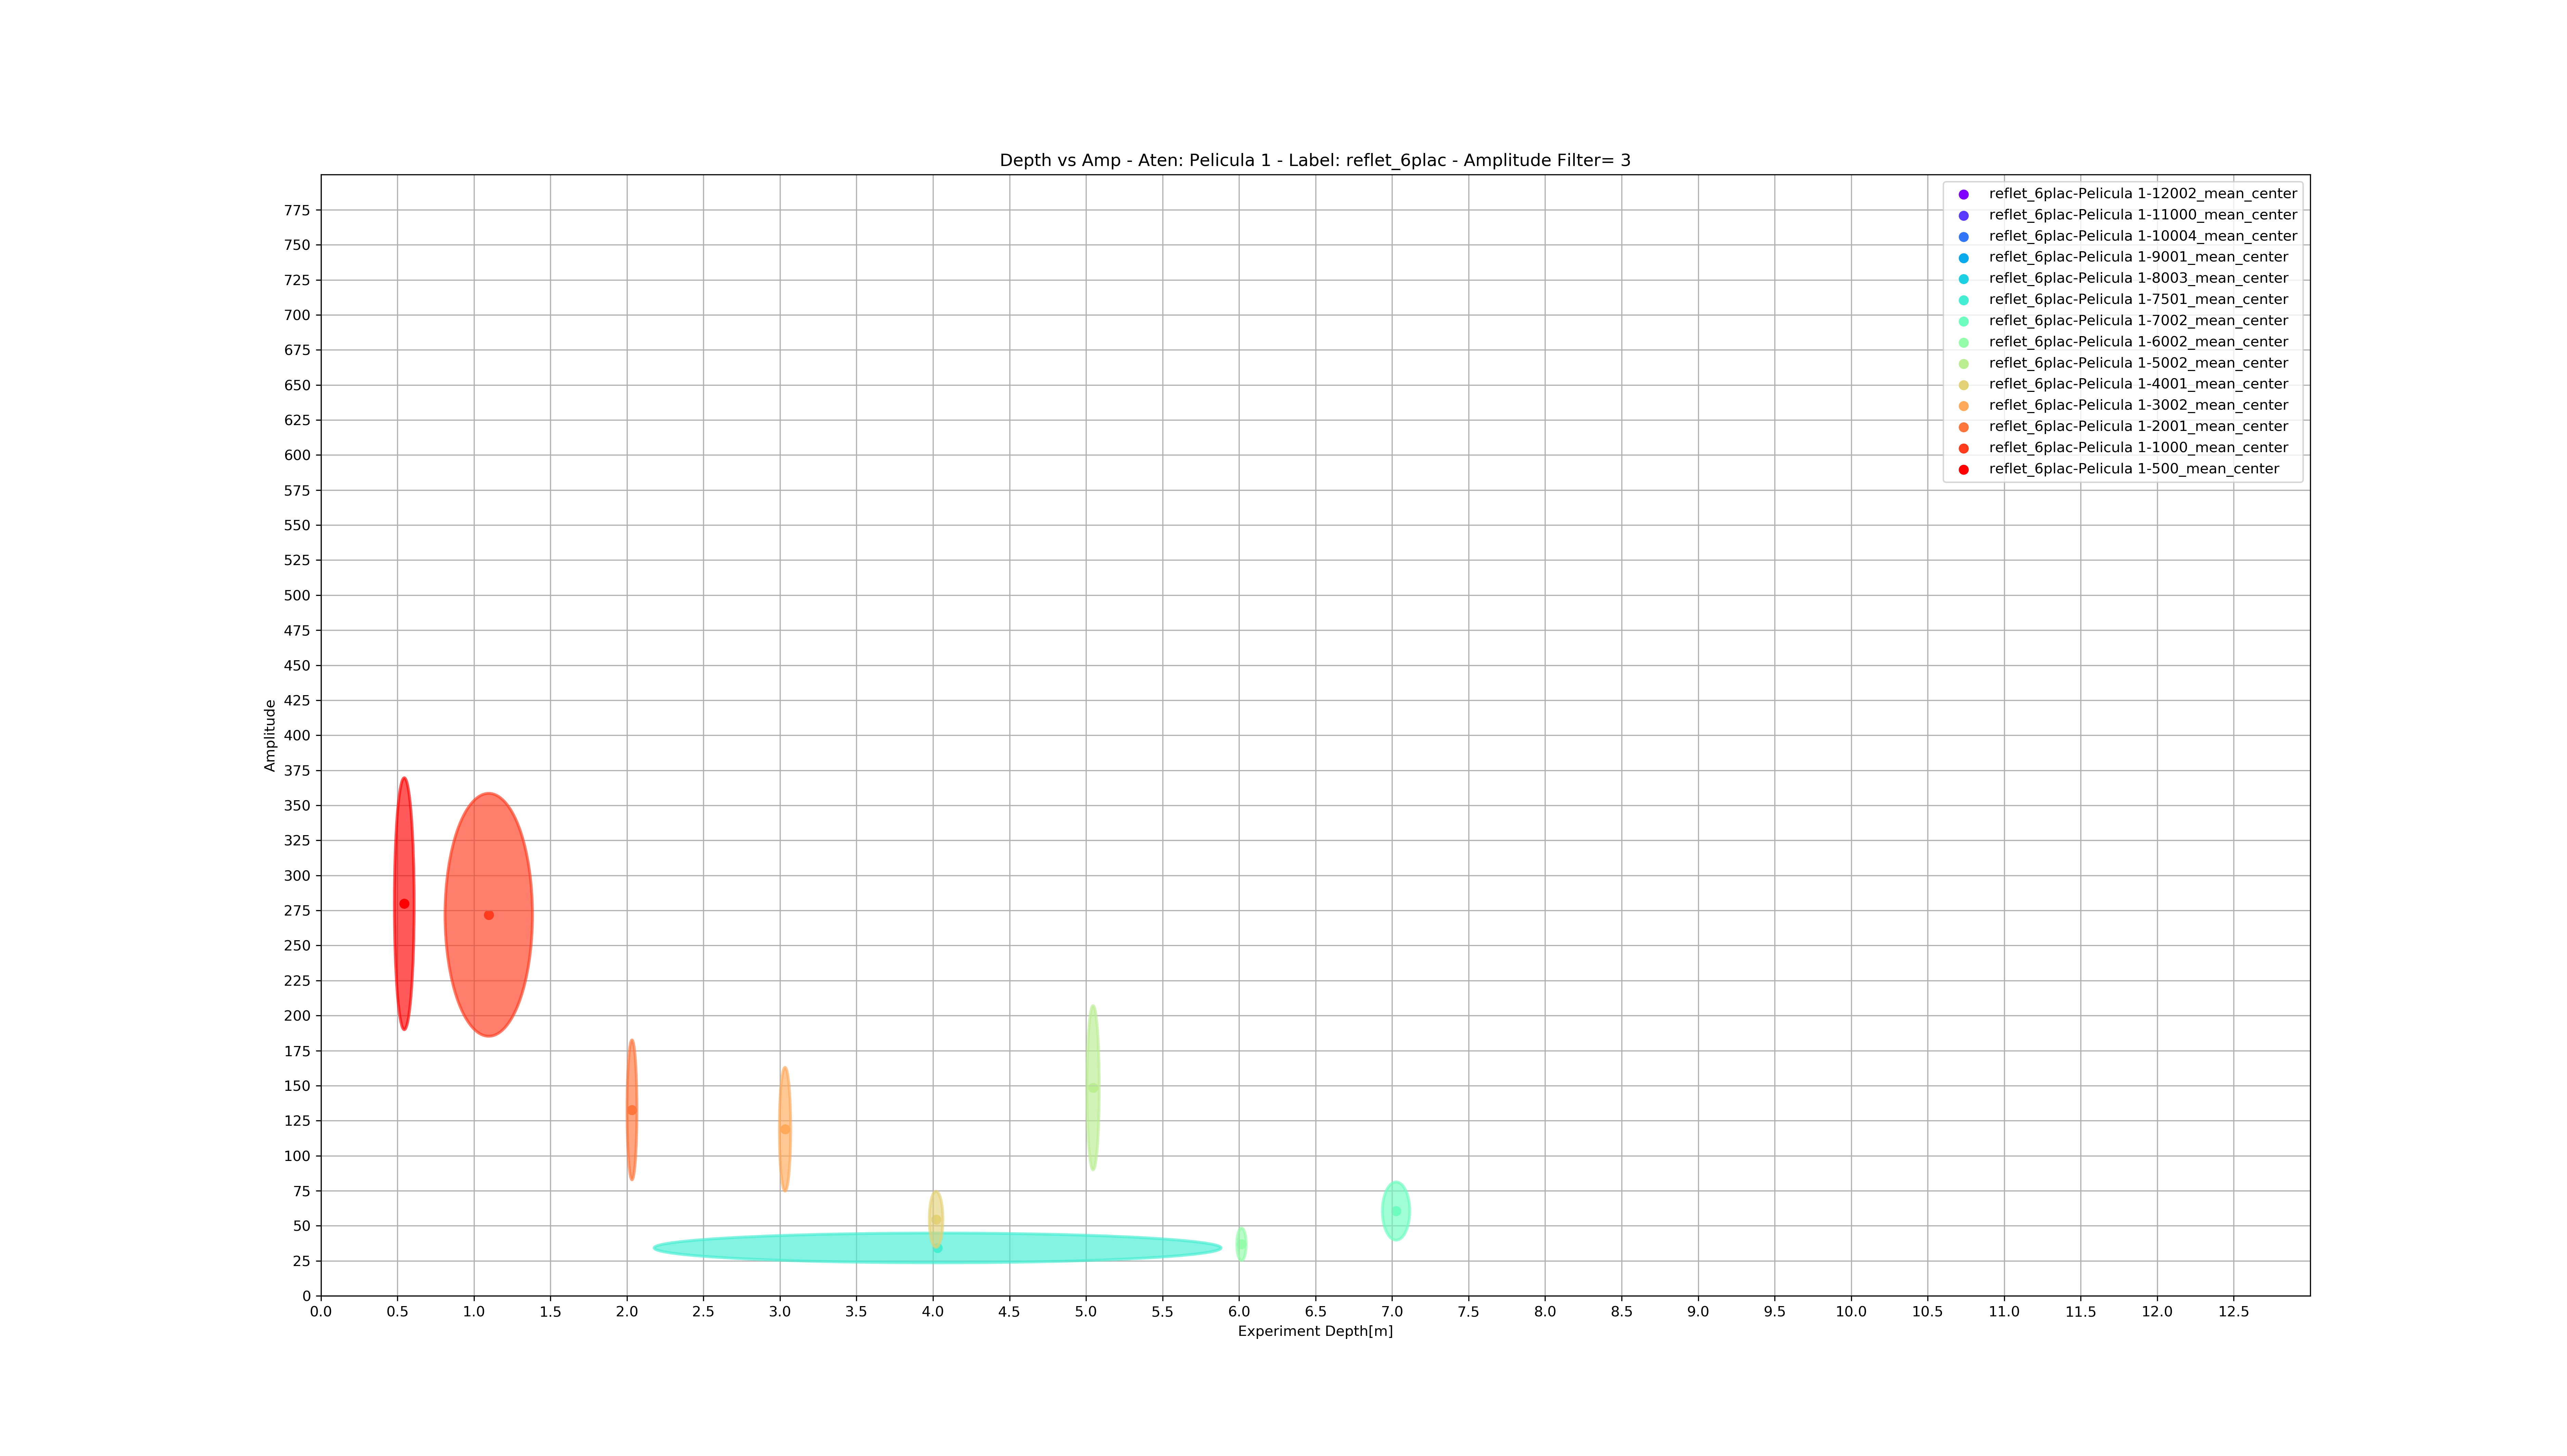 Depth vs Amp - Aten: Pelicula 1 - Label: reflet_6plac - Amplitude Filter= 3
reflet_6plac-Pelicula 1-12002_mean_center
reflet_6plac-Pelicula 1-11000_mean_center
reflet_6plac-Pelicula 1-10004_mean_center
reflet_6plac-Pelicula 1-9001_mean_center
reflet_6plac-Pelicula 1-8003_mean_center
reflet_6plac-Pelicula 1-7501_mean_center
reflet_6plac-Pelicula 1-7002_mean_center
reflet_6plac-Pelicula 1-6002_mean_center
reflet_6plac-Pelicula 1-5002_mean_center
reflet_6plac-Pelicula 1-4001_mean_center
reflet_6plac-Pelicula 1-3002_mean_center
reflet_6plac-Pelicula 1-2001_mean_center
reflet_6plac-Pelicula 1-1000_mean_center
reflet_6plac-Pelicula 1-500_mean_center
775
750
725
700
675
650
625
600
575
550
525
500
475
450
425
400
375
350
325
300
275
250
225
200
175
150
125
100
75
50
25
0
Amplitude
0.0 0.5 1.0 1.5 2.0 2.5 3.0 3.5 4.0 4.5 5.0 5.5 6.0 6.5 7.0 7.5 8.0 8.5 9.0 9.5 10.0 10.5 11.0 11.5 12.0 12.5
Experiment Depth[m]